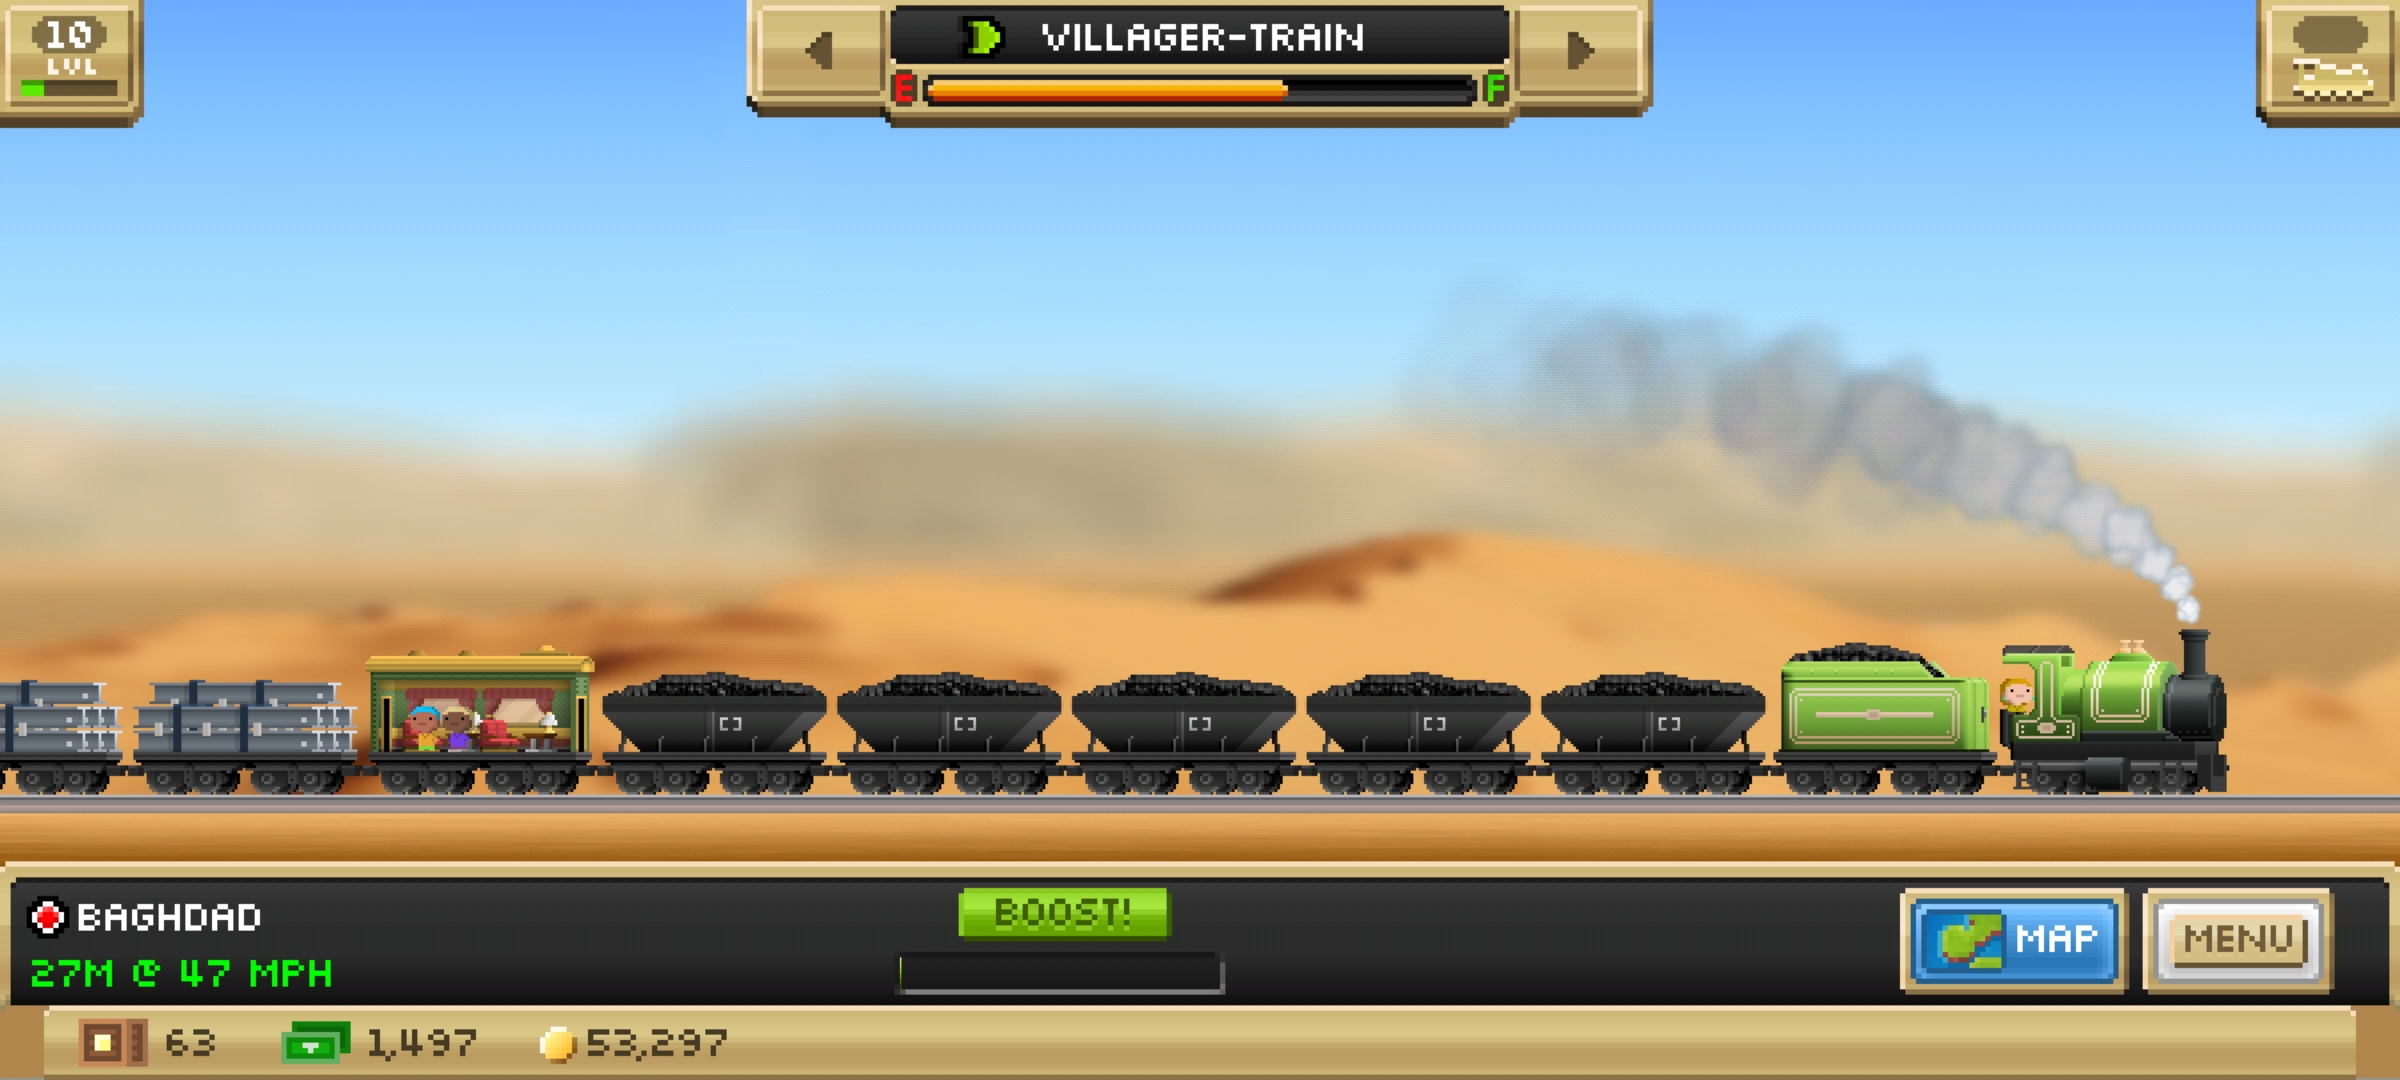 10
LVL
VILLAGER-TRAIN
E F
BAGHDAD
27M @ 47 MPH
BOOST!
MAP
MENU
63 1,497 53,297